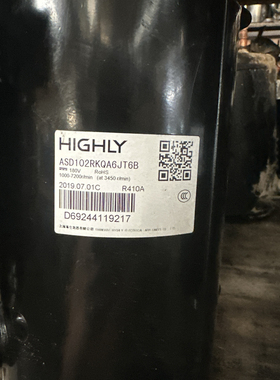 HIGHLY
ASD102RKQA6JT6B
180V RoHS
1000-7200r/min (at 3450 r/min)
2019.07.01C R410A
D69244119217